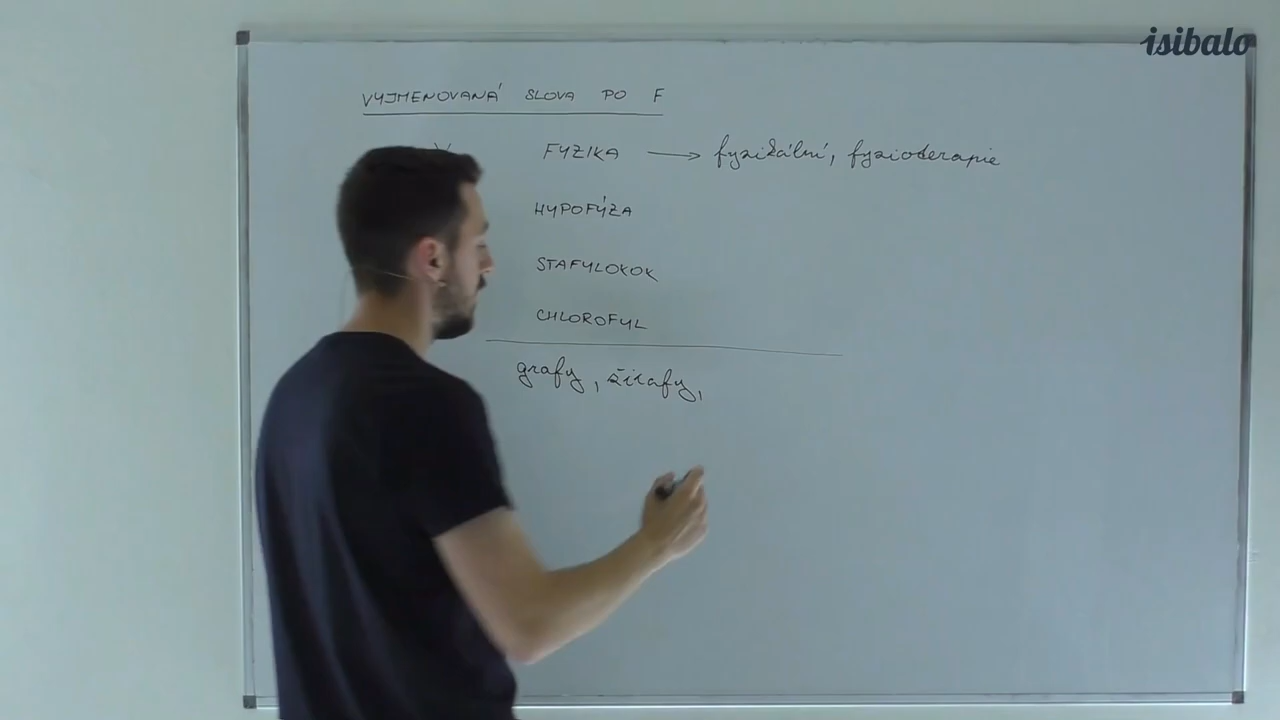 isibalo
VYJMENOVANÁ SLOVA PO F
FYZIKA → fyzikální, fyzioterapie
HYPOFÝZA
STAFYLOKOK
CHLOROFYL
grafy, žirafy,